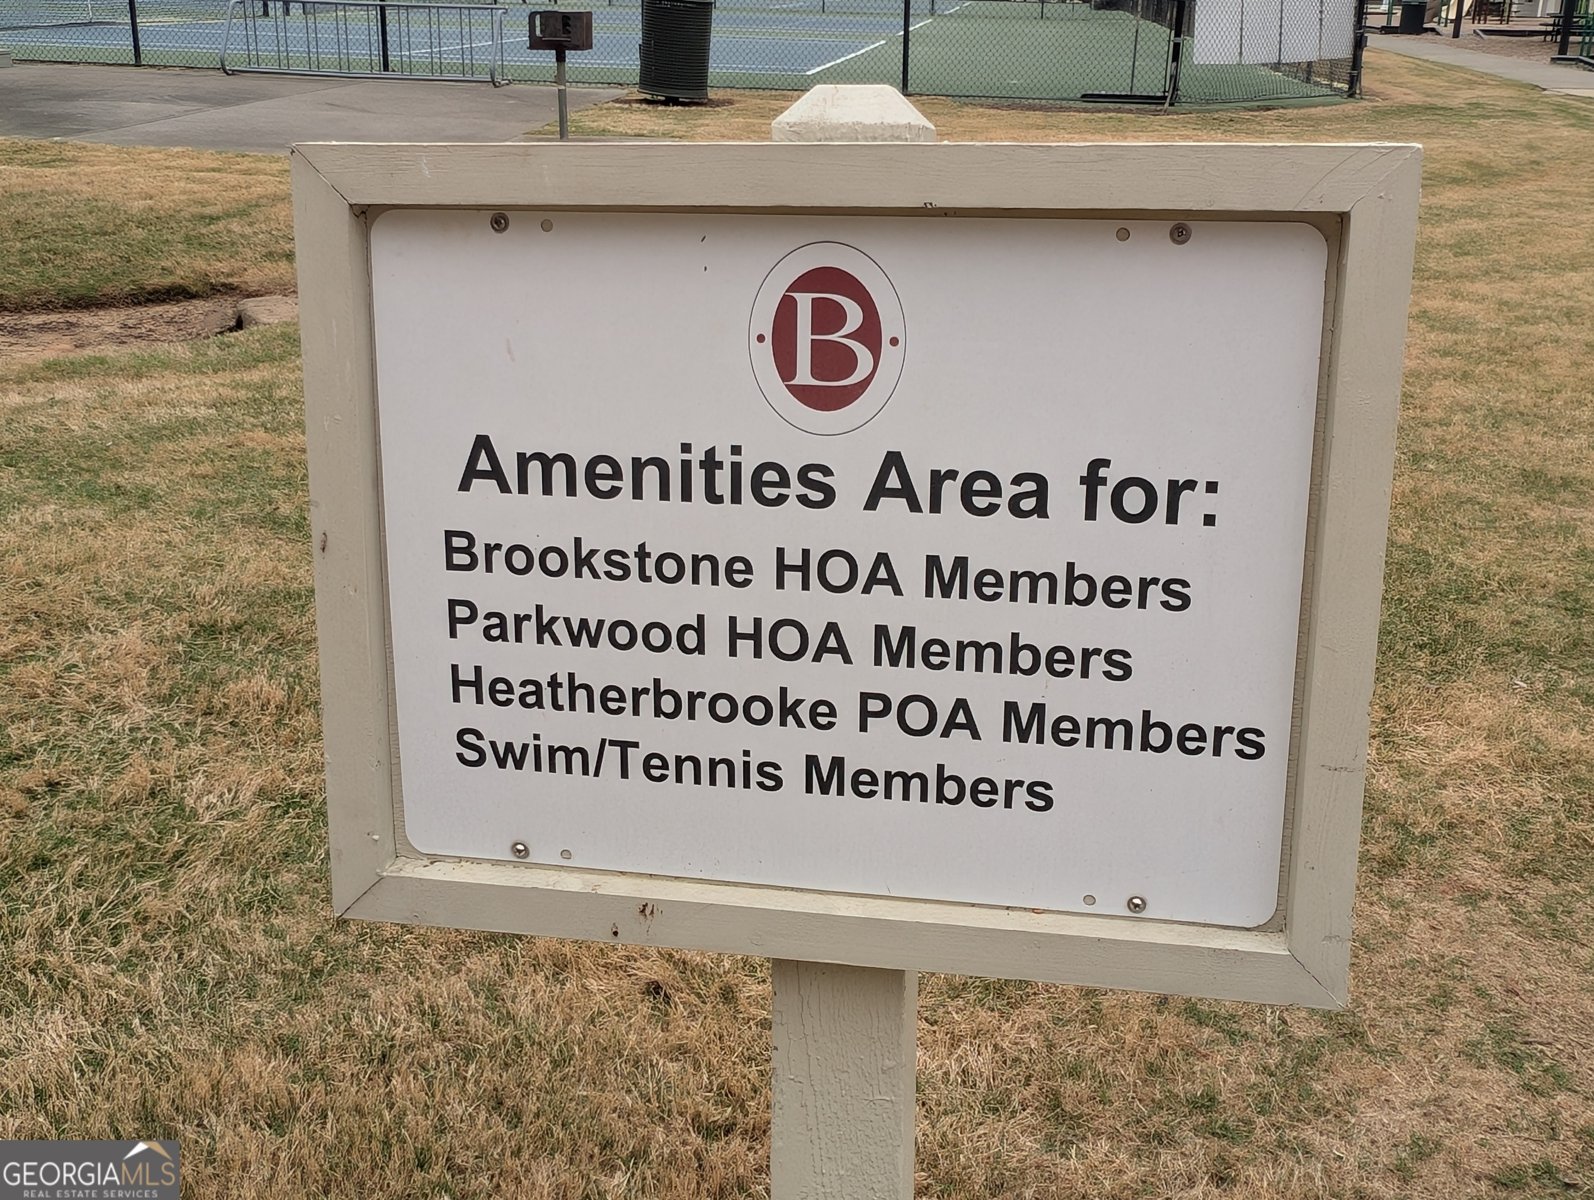 B
Amenities Area for:
Brookstone HOA Members
Parkwood HOA Members
Heatherbrooke POA Members
Swim/Tennis Members
GEORGIAMLS
REAL ESTATE SERVICES